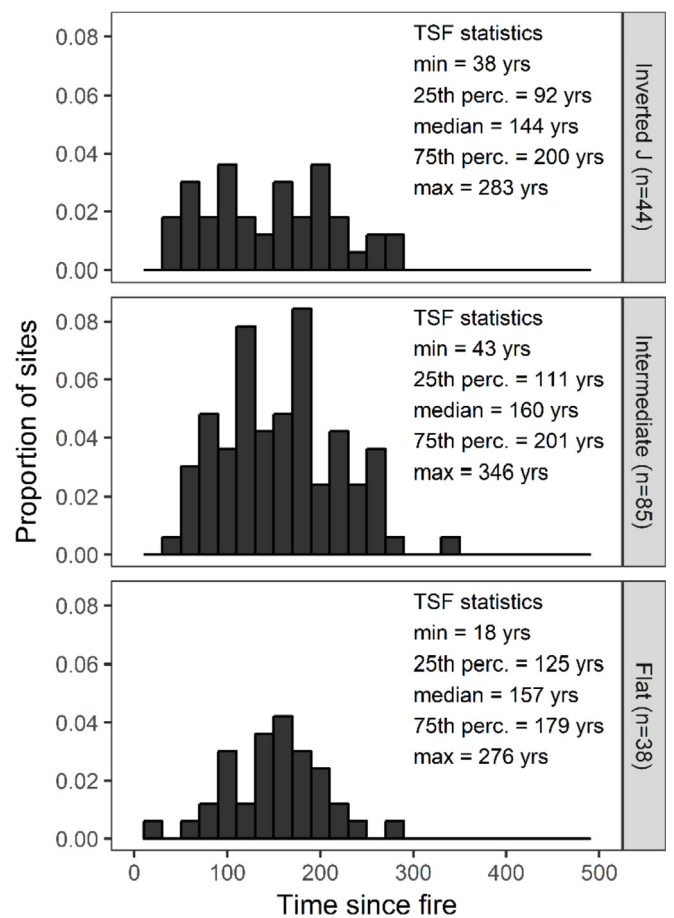 Proportion of sites
0.08
0.06
0.04
0.02
0.00
TSF statistics
min = 38 yrs
25th perc. = 92 yrs
median = 144 yrs
75th perc. = 200 yrs
max = 283 yrs
Inverted J (n=44)
0.08
0.06
0.04
0.02
0.00
TSF statistics
min = 43 yrs
25th perc. = 111 yrs
median = 160 yrs
75th perc. = 201 yrs
max = 346 yrs
Intermediate (n=85)
0.08
0.06
0.04
0.02
0.00
TSF statistics
min = 18 yrs
25th perc. = 125 yrs
median = 157 yrs
75th perc. = 179 yrs
max = 276 yrs
Flat (n=38)
0 100 200 300 400 500
Time since fire